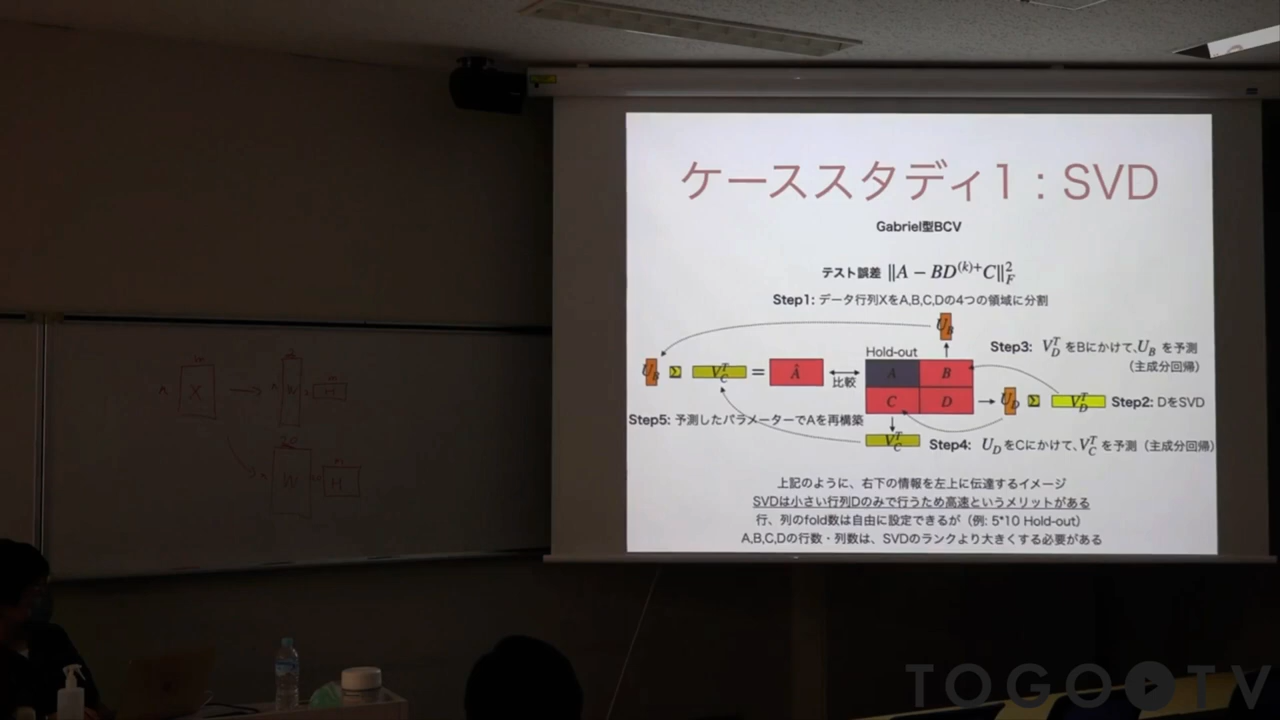 ケーススタディ1：SVD
Gabriel型BCV
テスト誤差 ||A − BD^{(k)+}C||_F^2
Step1: データ行列XをA,B,C,Dの4つの領域に分割
U_B
Hold-out
Step3: V_D^T をBにかけて、U_B を予測
（主成分回帰）
U_B Σ V_C^T = Â
比較
A B
C D
U_D Σ V_D^T
Step2: DをSVD
Step5: 予測したパラメーターでAを再構築
V_C^T
Step4: U_D をCにかけて、V_C^T を予測（主成分回帰）
上記のように、右下の情報を左上に伝達するイメージ
SVDは小さい行列Dのみで行うため高速というメリットがある
行、列のfold数は自由に設定できるが（例: 5*10 Hold-out）
A,B,C,Dの行数・列数は、SVDのランクより大きくする必要がある
X
W
W
H
TOGO TV